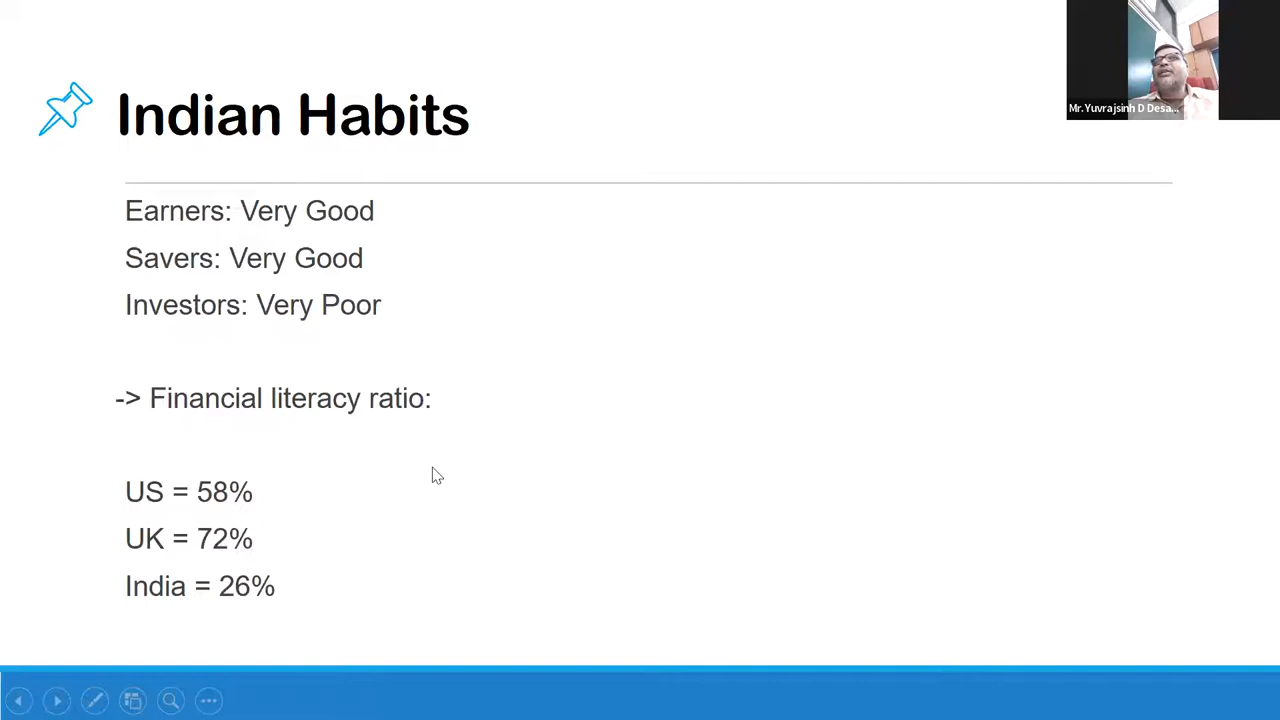 Indian Habits
Mr.Yuvrajsinh D Desa...
Earners: Very Good
Savers: Very Good
Investors: Very Poor
-> Financial literacy ratio:
US = 58%
UK = 72%
India = 26%